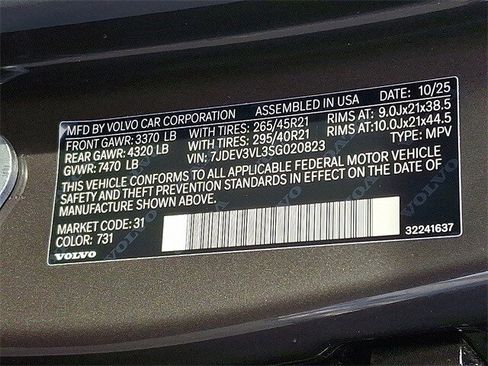 MFD BY VOLVO CAR CORPORATION ASSEMBLED IN USA DATE: 10/25
FRONT GAWR: 3370 LB WITH TIRES: 265/45R21 RIMS AT: 9.0Jx21x38.5
REAR GAWR: 4320 LB WITH TIRES: 295/40R21 RIMS AT: 10.0Jx21x44.5
GVWR: 7470 LB VIN: 7JDEV3VL3SG020823 TYPE: MPV
THIS VEHICLE CONFORMS TO ALL APPLICABLE FEDERAL MOTOR VEHICLE
SAFETY AND THEFT PREVENTION STANDARDS IN EFFECT ON THE DATE OF
MANUFACTURE SHOWN ABOVE.
MARKET CODE: 31
COLOR: 731
VOLVO
32241637